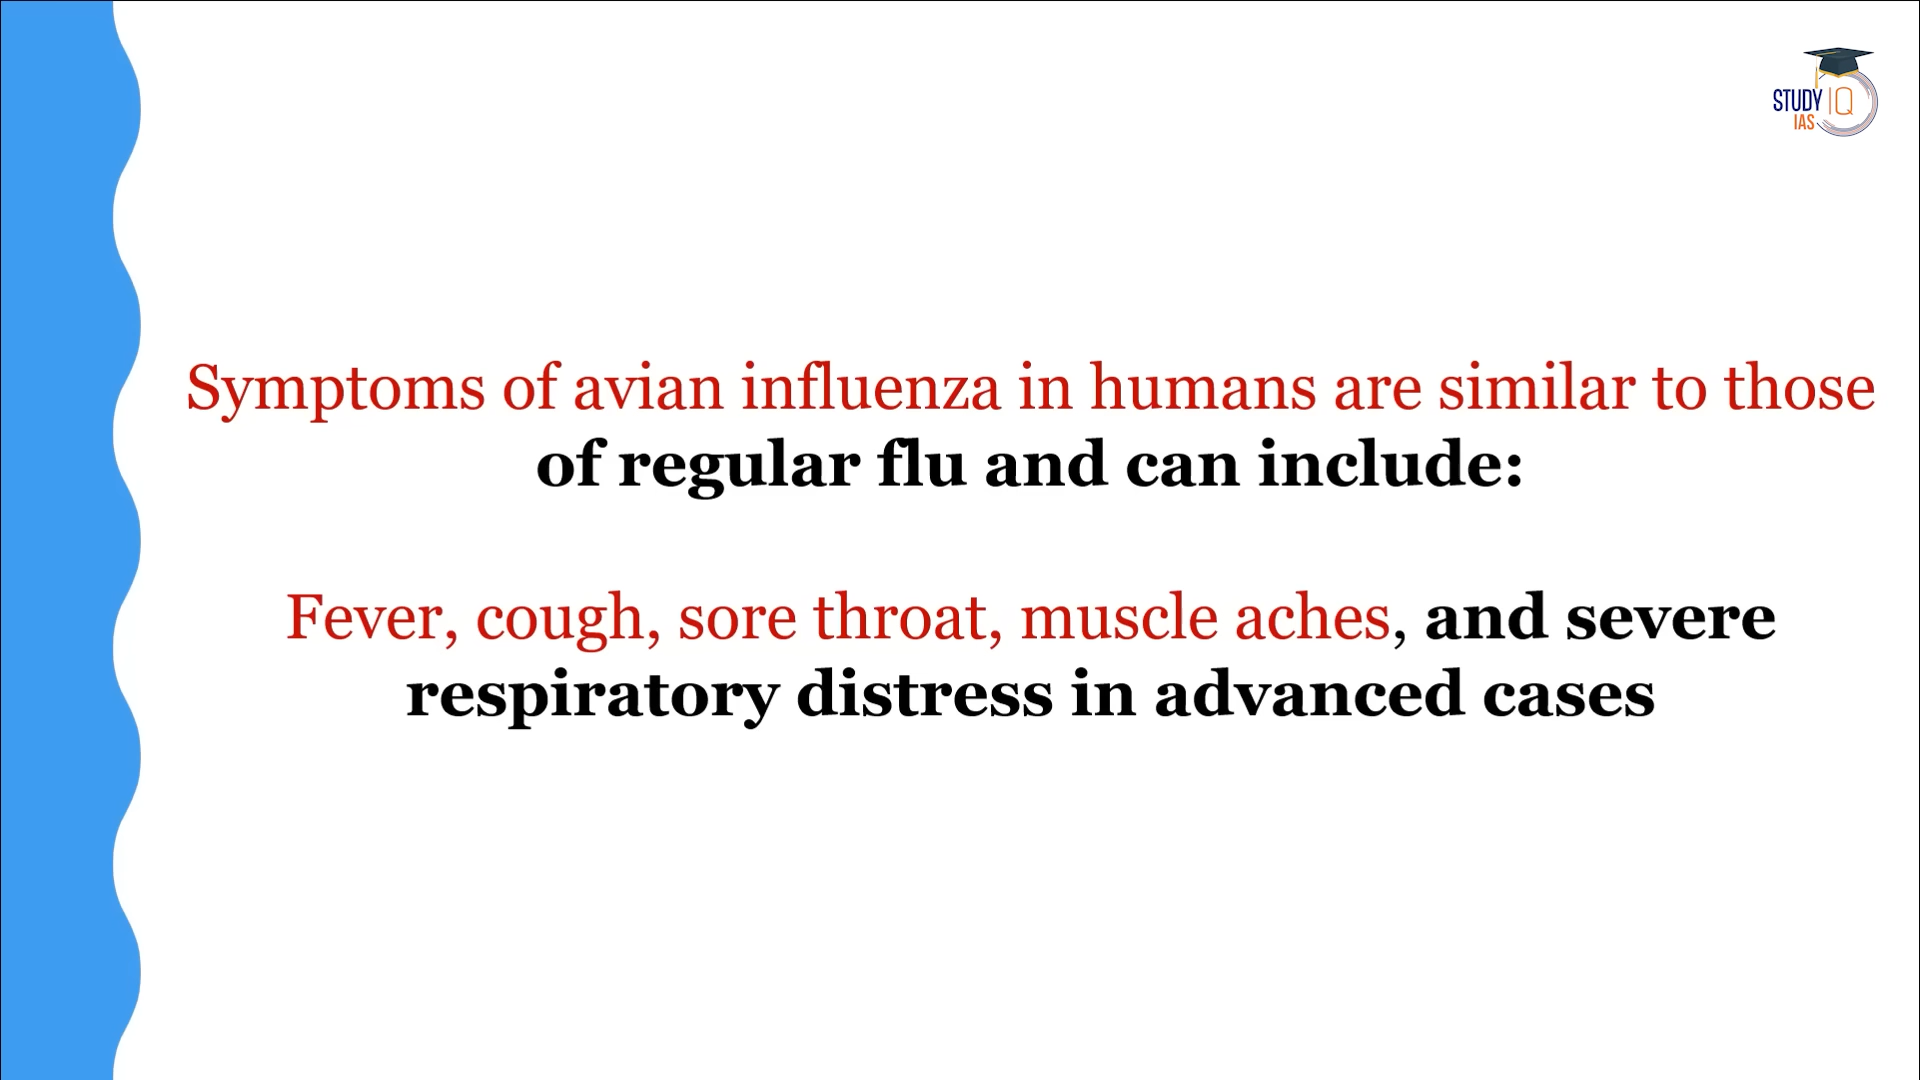 STUDY IQ
IAS
Symptoms of avian influenza in humans are similar to those
of regular flu and can include:
Fever, cough, sore throat, muscle aches, and severe
respiratory distress in advanced cases